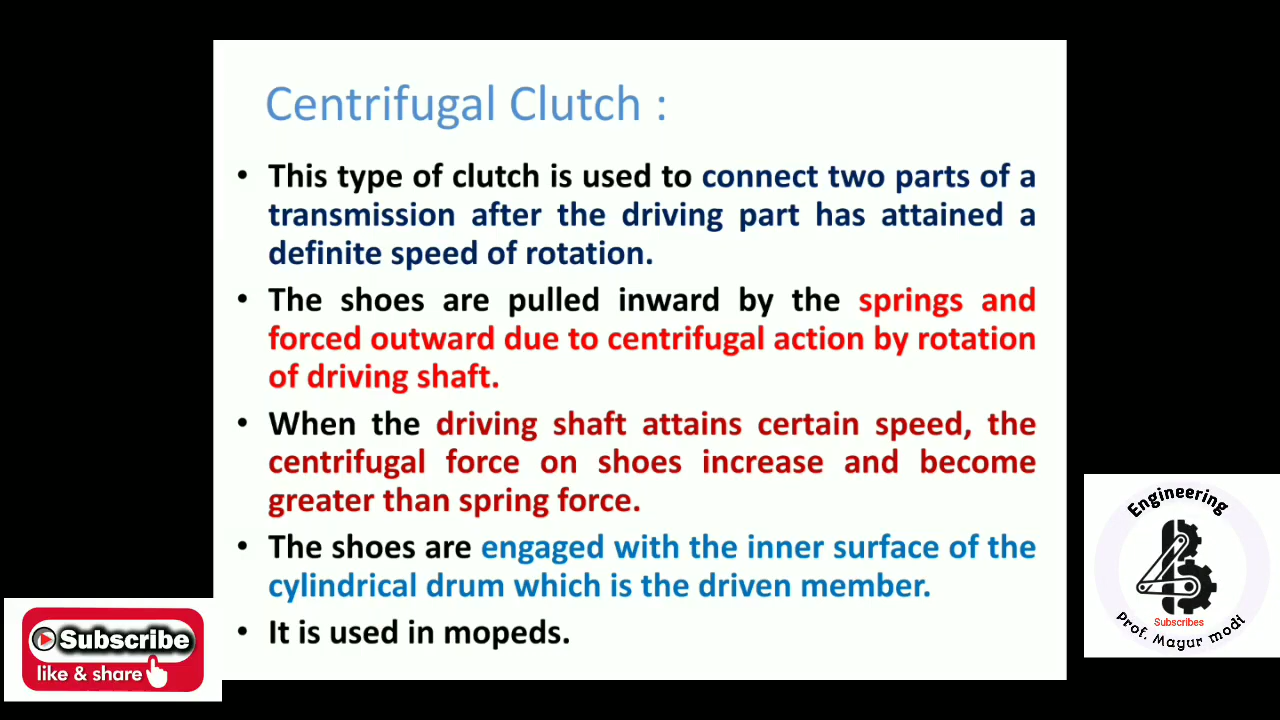 Centrifugal Clutch :
• This type of clutch is used to connect two parts of a
transmission after the driving part has attained a
definite speed of rotation.
• The shoes are pulled inward by the springs and
forced outward due to centrifugal action by rotation
of driving shaft.
• When the driving shaft attains certain speed, the
centrifugal force on shoes increase and become
greater than spring force.
• The shoes are engaged with the inner surface of the
cylindrical drum which is the driven member.
• It is used in mopeds.
Subscribe
like & share
Engineering
Subscribes
Prof. Mayur modi